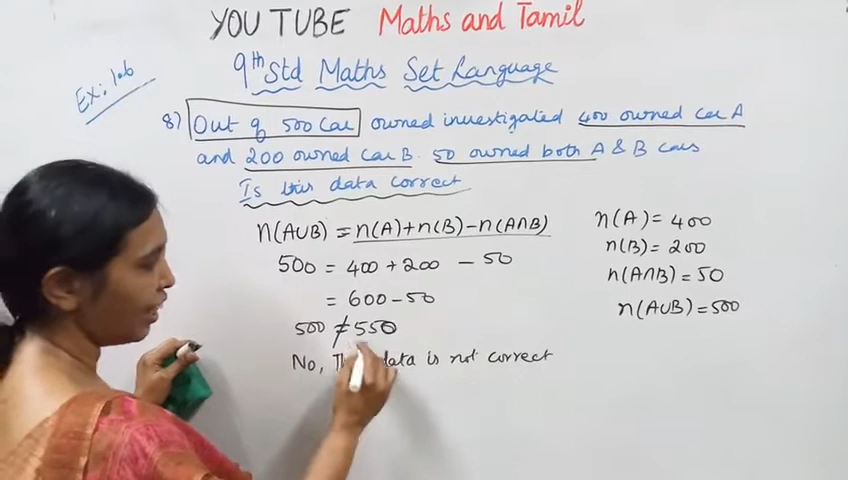 YOU TUBE Maths and Tamil
9th Std Maths Set Language
Ex: 1.6
8) Out of 500 Car owned investigated 400 owned Car A
and 200 owned Car B. 50 owned both A & B Cars
Is this data correct
n(A∪B) = n(A)+n(B)-n(A∩B)
500 = 400 + 200 - 50
= 600 - 50
500 ≠ 550
No, data is not correct
n(A) = 400
n(B) = 200
n(A∩B) = 50
n(A∪B) = 500